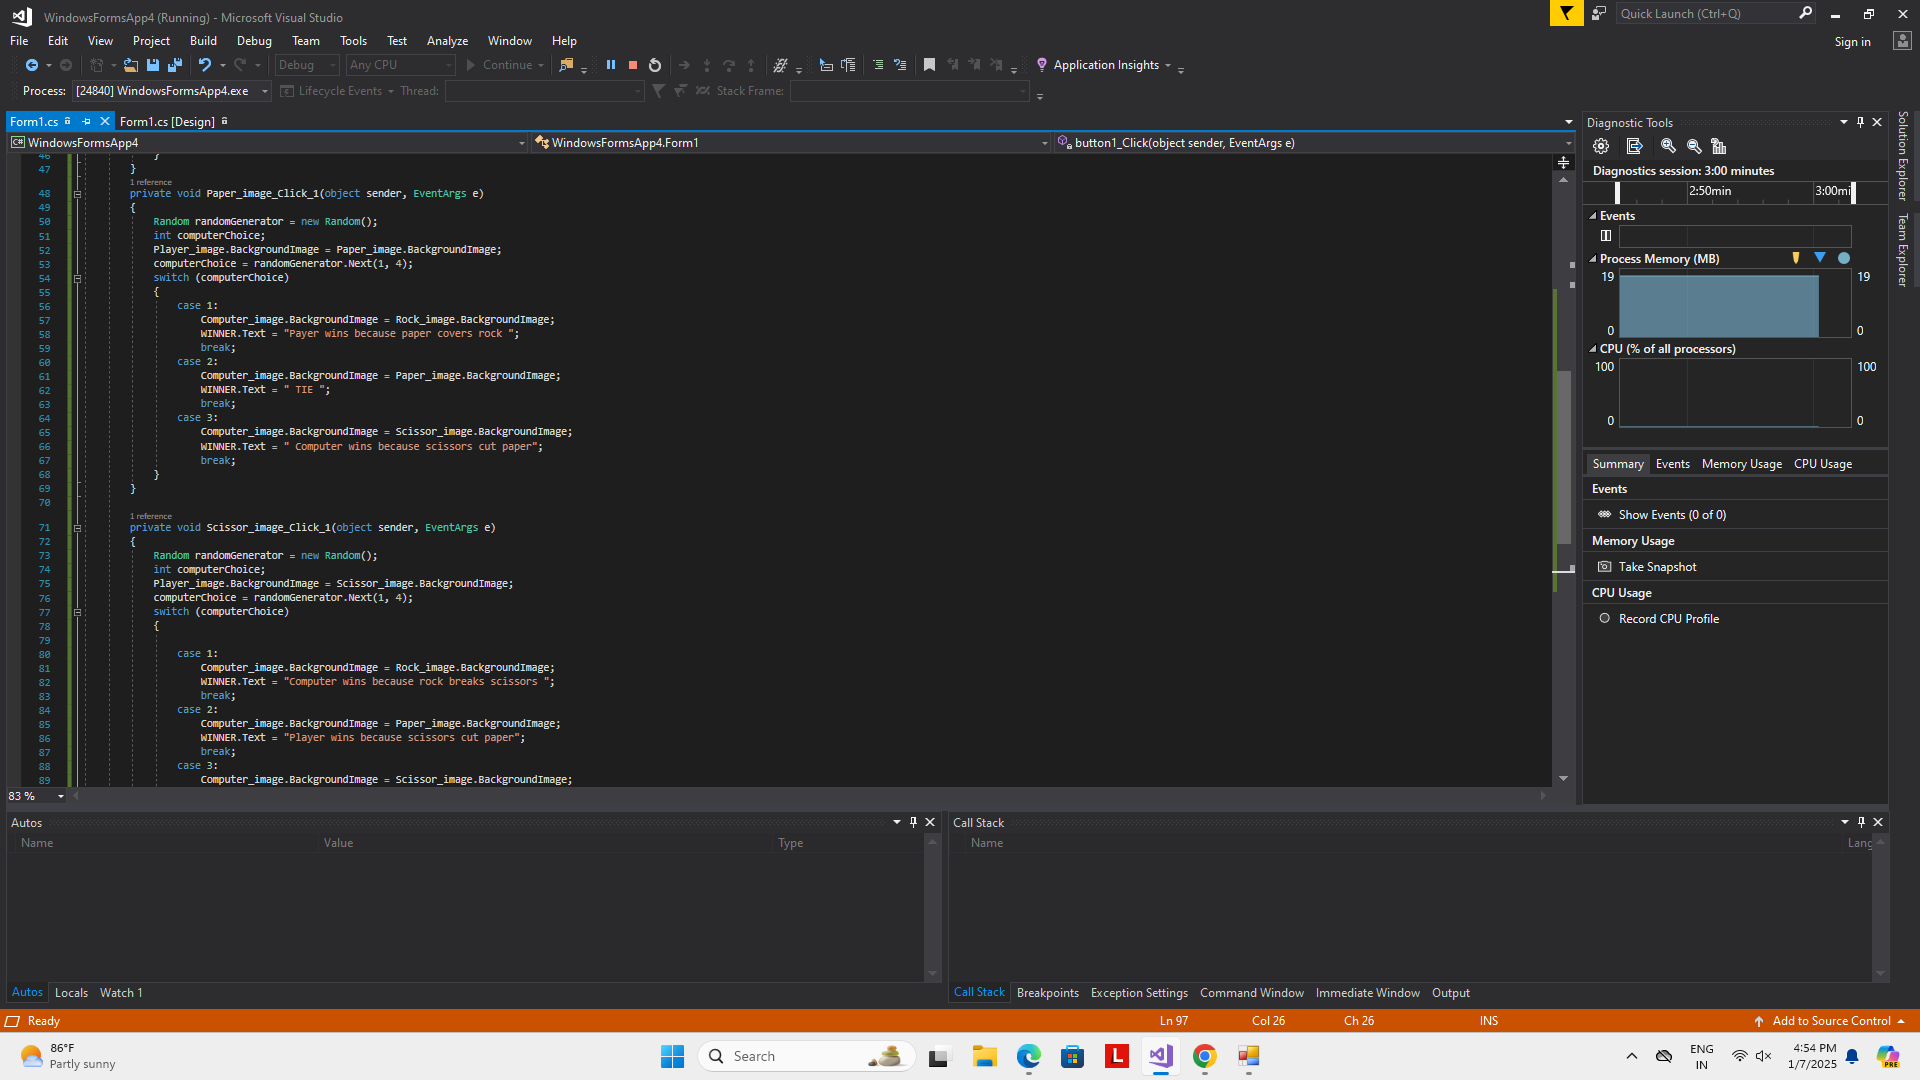 WindowsFormsApp4 (Running) - Microsoft Visual Studio
Quick Launch (Ctrl+Q)
File Edit View Project Build Debug Team Tools Test Analyze Window Help
Sign in
Debug Any CPU Continue Application Insights
Process: [24840] WindowsFormsApp4.exe Lifecycle Events Thread: Stack Frame:
Form1.cs Form1.cs [Design]
WindowsFormsApp4 WindowsFormsApp4.Form1 button1_Click(object sender, EventArgs e)
46 }
47 }
1 reference
48 private void Paper_image_Click_1(object sender, EventArgs e)
49 {
50 Random randomGenerator = new Random();
51 int computerChoice;
52 Player_image.BackgroundImage = Paper_image.BackgroundImage;
53 computerChoice = randomGenerator.Next(1, 4);
54 switch (computerChoice)
55 {
56 case 1:
57 Computer_image.BackgroundImage = Rock_image.BackgroundImage;
58 WINNER.Text = "Payer wins because paper covers rock ";
59 break;
60 case 2:
61 Computer_image.BackgroundImage = Paper_image.BackgroundImage;
62 WINNER.Text = " TIE ";
63 break;
64 case 3:
65 Computer_image.BackgroundImage = Scissor_image.BackgroundImage;
66 WINNER.Text = " Computer wins because scissors cut paper";
67 break;
68 }
69 }
70
1 reference
71 private void Scissor_image_Click_1(object sender, EventArgs e)
72 {
73 Random randomGenerator = new Random();
74 int computerChoice;
75 Player_image.BackgroundImage = Scissor_image.BackgroundImage;
76 computerChoice = randomGenerator.Next(1, 4);
77 switch (computerChoice)
78 {
79
80 case 1:
81 Computer_image.BackgroundImage = Rock_image.BackgroundImage;
82 WINNER.Text = "Computer wins because rock breaks scissors ";
83 break;
84 case 2:
85 Computer_image.BackgroundImage = Paper_image.BackgroundImage;
86 WINNER.Text = "Player wins because scissors cut paper";
87 break;
88 case 3:
89 Computer_image.BackgroundImage = Scissor_image.BackgroundImage;
83 %
Diagnostic Tools
Diagnostics session: 3:00 minutes
2:50min 3:00mi
Events
Process Memory (MB)
19 19
0 0
CPU (% of all processors)
100 100
0 0
Summary Events Memory Usage CPU Usage
Events
Show Events (0 of 0)
Memory Usage
Take Snapshot
CPU Usage
Record CPU Profile
Solution Explorer
Team Explorer
Autos
Name Value Type
Autos Locals Watch 1
Call Stack
Name Lang
Call Stack Breakpoints Exception Settings Command Window Immediate Window Output
Ready Ln 97 Col 26 Ch 26 INS Add to Source Control
86°F
Partly sunny
Search
L
ENG
IN
4:54 PM
1/7/2025
PRE